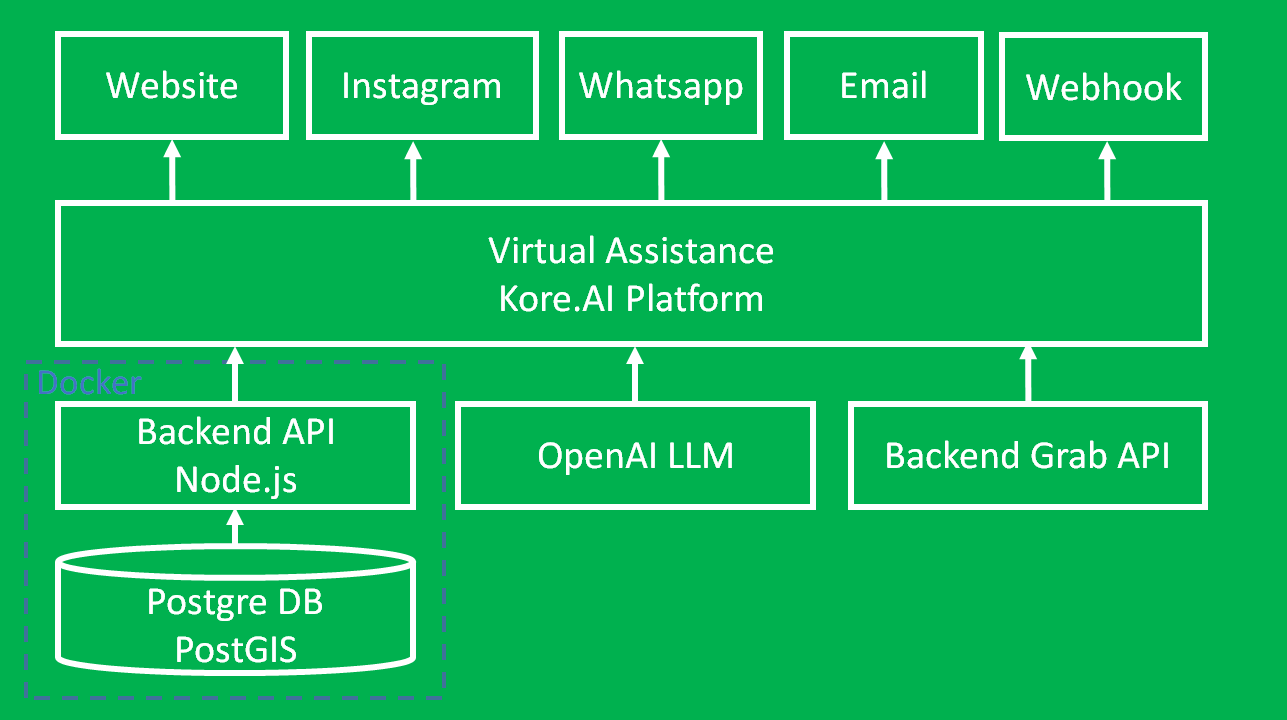 Website
Instagram
Whatsapp
Email
Webhook
Virtual Assistance
Kore.AI Platform
Docker
Backend API
Node.js
OpenAI LLM
Backend Grab API
Postgre DB
PostGIS